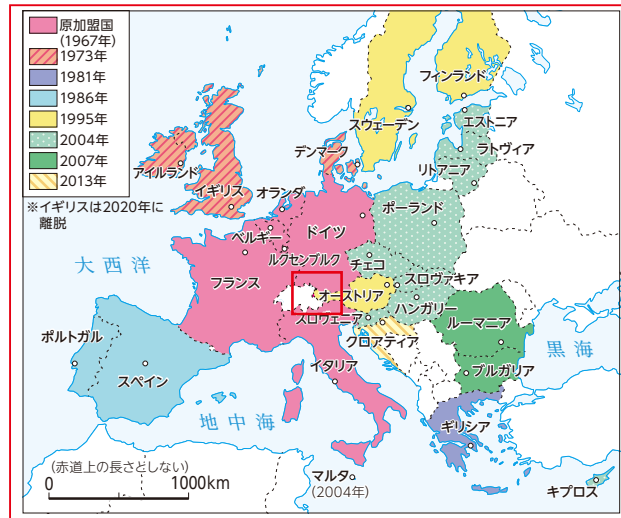 原加盟国
(1967年)
1973年
1981年
1986年
1995年
2004年
2007年
2013年
※イギリスは2020年に
離脱
フィンランド
スウェーデン
エストニア
ラトヴィア
リトアニア
デンマーク
アイルランド
イギリス
オランダ
ポーランド
ベルギー
ドイツ
ルクセンブルク
チェコ
大西洋
フランス
スロヴァキア
オーストリア
ハンガリー
スロヴェニア
ルーマニア
クロアティア
黒海
ポルトガル
スペイン
イタリア
ブルガリア
地中海
ギリシア
(赤道上の長さとしない)
0 1000km
マルタ
(2004年)
キプロス